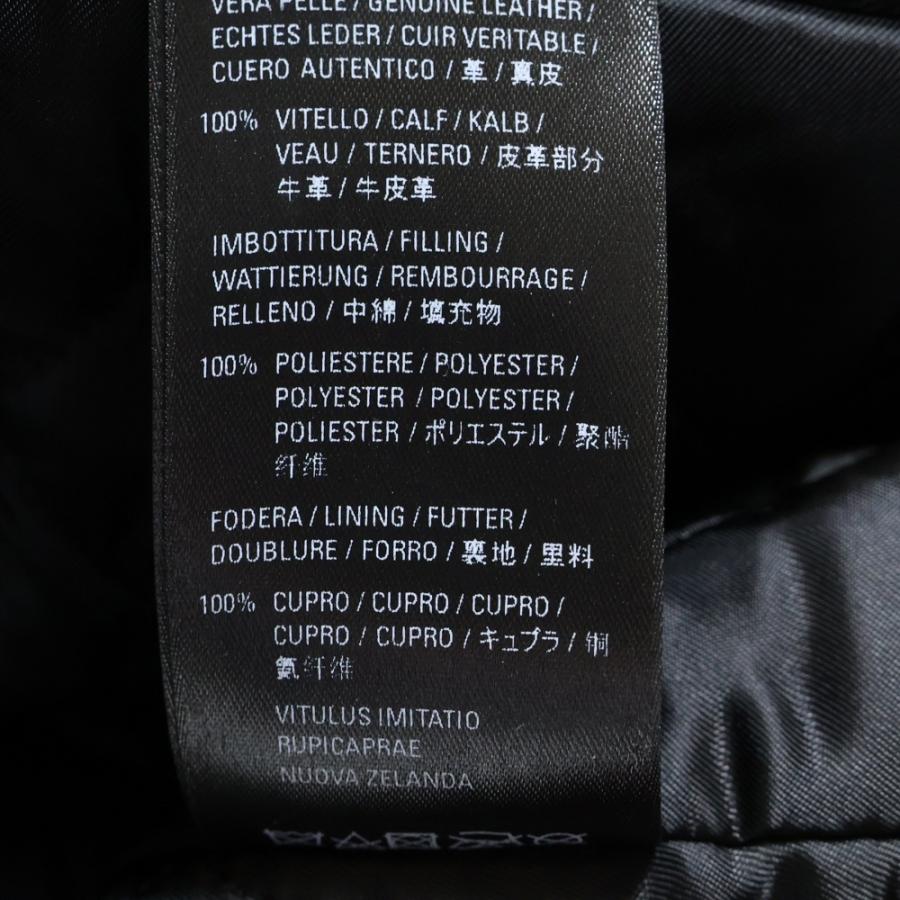 VERA PELLE / GENUINE LEATHER /
ECHTES LEDER / CUIR VERITABLE /
CUERO AUTENTICO / 革 / 真皮
100% VITELLO / CALF / KALB /
VEAU / TERNERO / 皮革部分
牛革 / 牛皮革
IMBOTTITURA / FILLING /
WATTIERUNG / REMBOURRAGE /
RELLENO / 中綿 / 填充物
100% POLIESTERE / POLYESTER /
POLYESTER / POLYESTER /
POLIESTER / ポリエステル / 聚酯
纤维
FODERA / LINING / FUTTER /
DOUBLURE / FORRO / 裏地 / 里料
100% CUPRO / CUPRO / CUPRO /
CUPRO / CUPRO / キュプラ / 铜
氨纤维
VITULUS IMITATIO
RUPICAPRAE
NUOVA ZELANDA